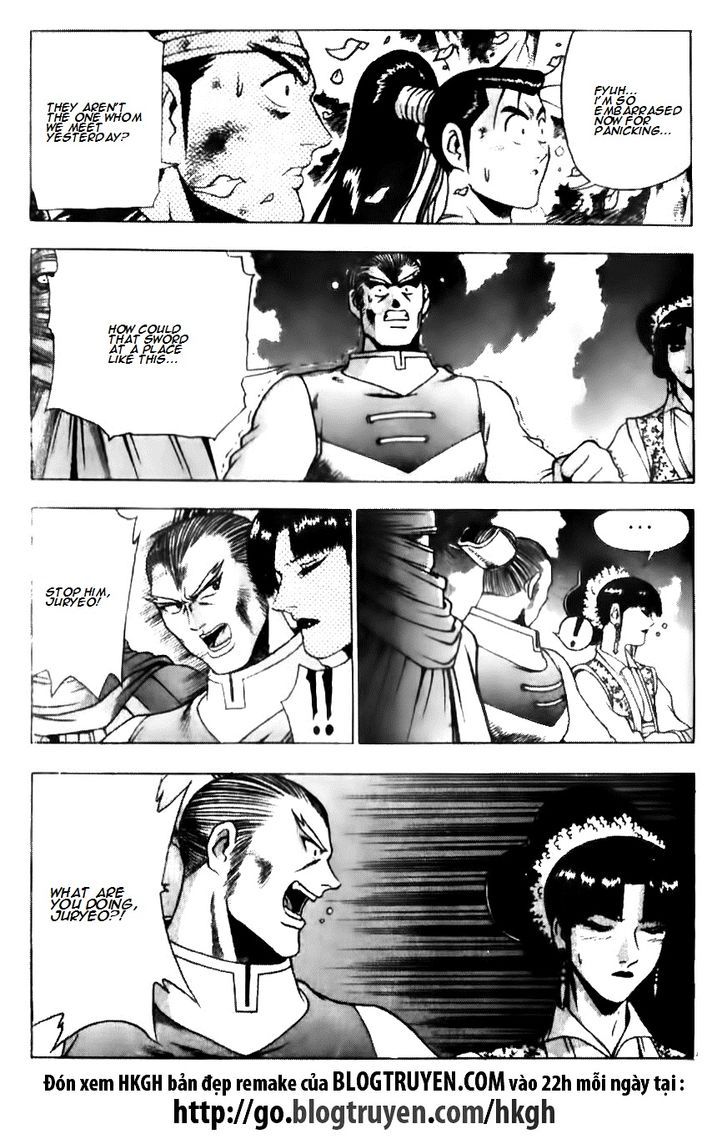 THEY AREN'T
THE ONE WHOM
WE MEET
YESTERDAY?
FYUH...
I'M SO
EMBARRASED
NOW FOR
PANICKING...
HOW COULD
THAT SWORD
AT A PLACE
LIKE THIS...
STOP HIM,
JURYEO!
!!
...
!
WHAT ARE
YOU DOING,
JURYEO?!
Đón xem HKGH bản đẹp remake của BLOGTRUYEN.COM vào 22h mỗi ngày tại :
http://go.blogtruyen.com/hkgh